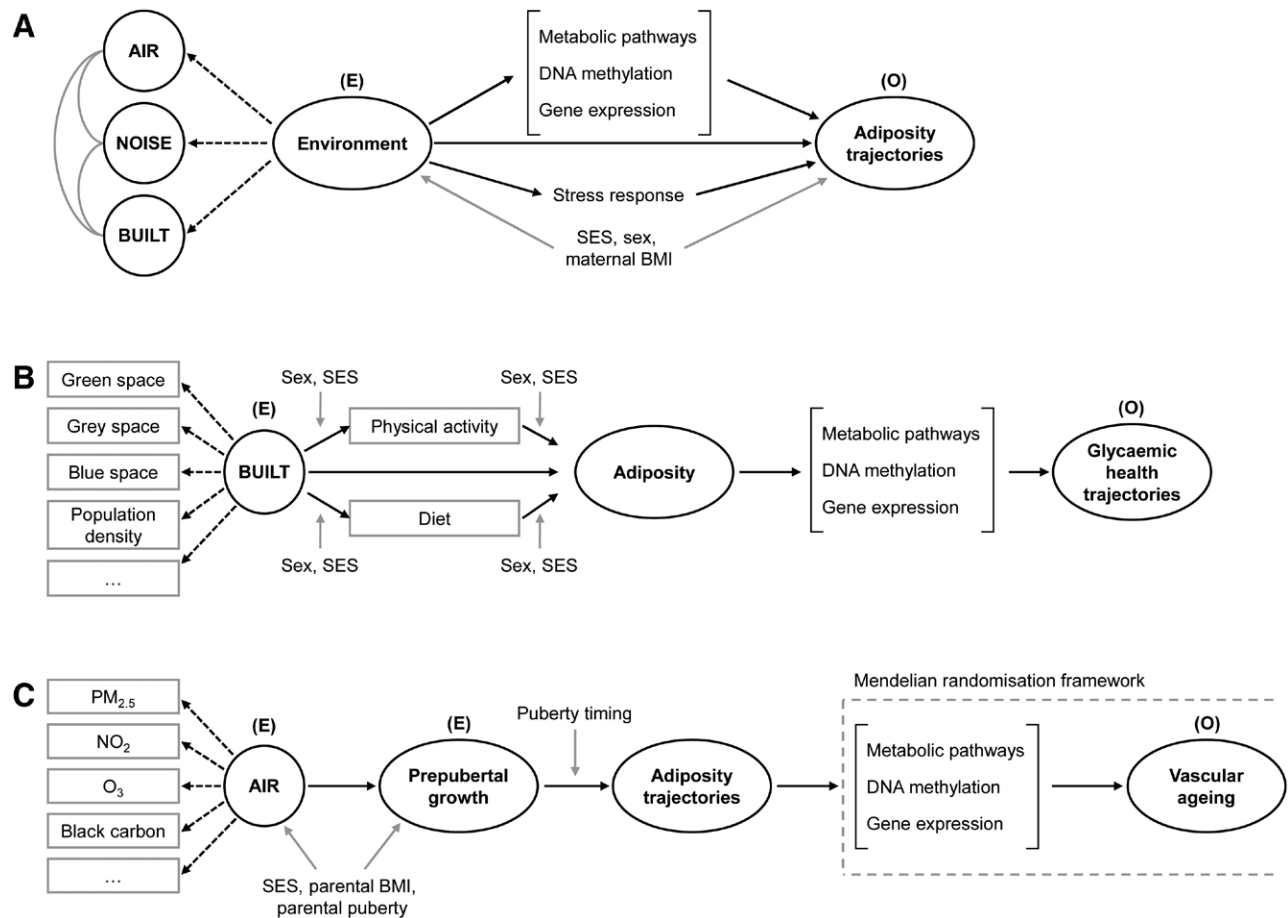 A
AIR
NOISE
BUILT
(E)
Environment
Metabolic pathways
DNA methylation
Gene expression
Stress response
SES, sex,
maternal BMI
(O)
Adiposity
trajectories
B
Green space
Grey space
Blue space
Population
density
...
(E)
BUILT
Sex, SES
Sex, SES
Physical activity
Diet
Sex, SES
Sex, SES
Adiposity
Metabolic pathways
DNA methylation
Gene expression
(O)
Glycaemic
health
trajectories
C
PM2.5
NO2
O3
Black carbon
...
(E)
AIR
SES, parental BMI,
parental puberty
(E)
Prepubertal
growth
Puberty timing
Adiposity
trajectories
Mendelian randomisation framework
Metabolic pathways
DNA methylation
Gene expression
(O)
Vascular
ageing